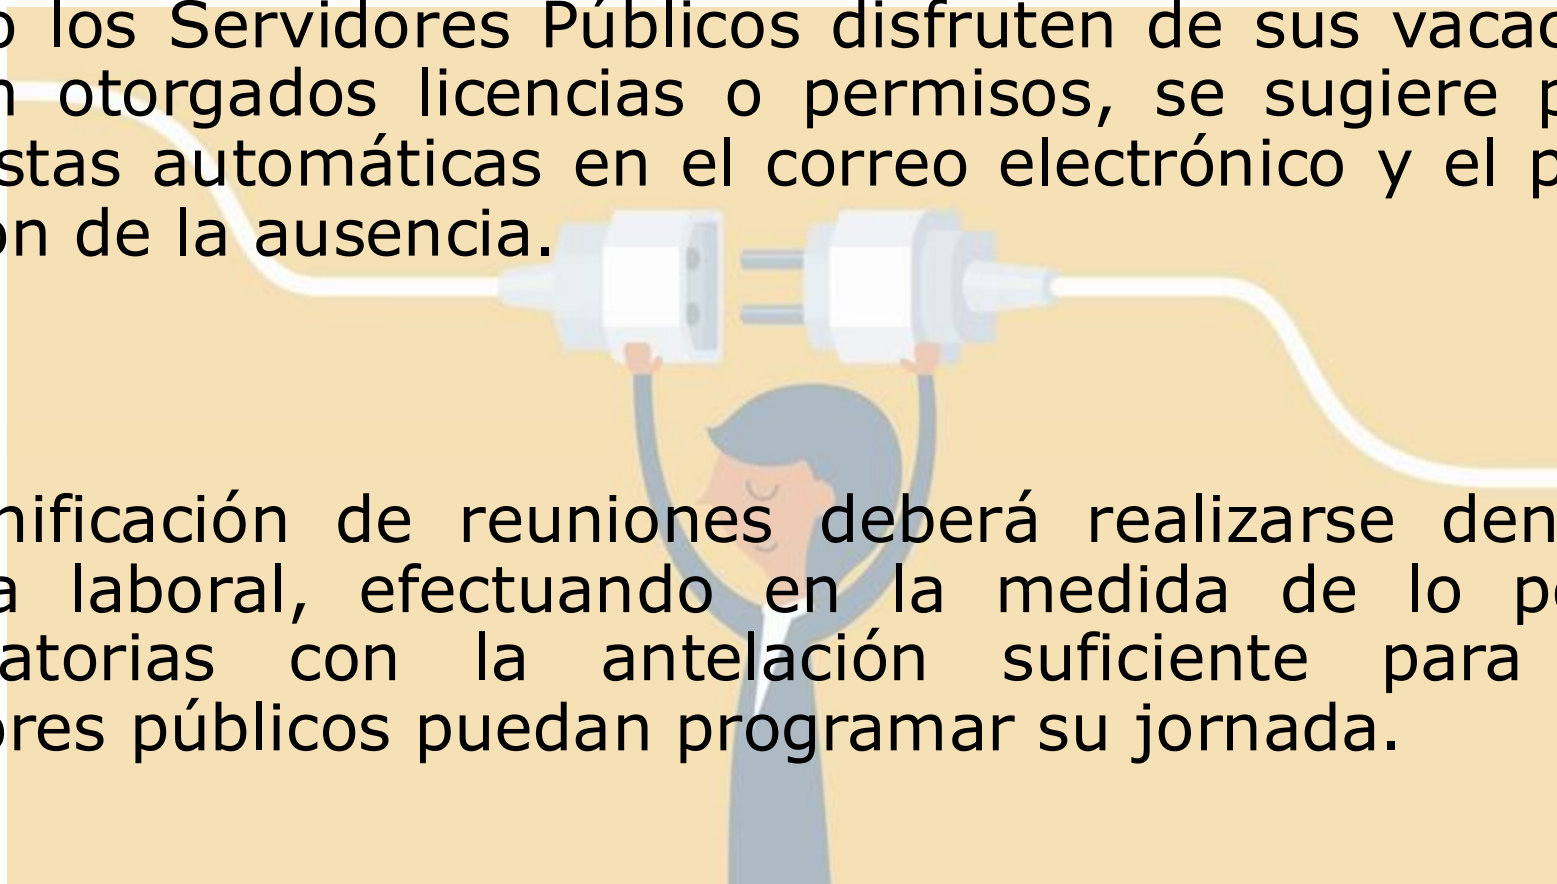 o los Servidores Públicos disfruten de sus vacac
n otorgados licencias o permisos, se sugiere p
stas automáticas en el correo electrónico y el p
ón de la ausencia.
nificación de reuniones deberá realizarse den
a laboral, efectuando en la medida de lo po
atorias con la antelación suficiente para
ores públicos puedan programar su jornada.